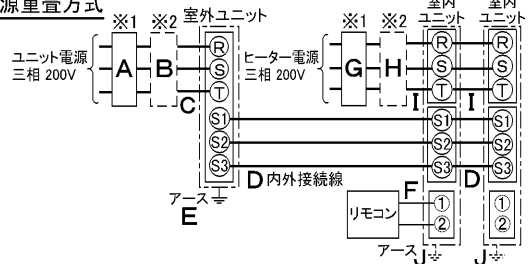 源重畳方式
※1
※2
室外ユニット
ユニット電源
三相 200V
A
B
C
R
S
T
S1
S2
S3
アース
E
D 内外接続線
※1
※2
ヒーター電源
三相 200V
G
H
I
室内
ユニット
R
S
T
S1
S2
S3
F
リモコン
①
②
アース
J
室内
ユニット
I
R
S
T
D
S1
S2
S3
①
②
J